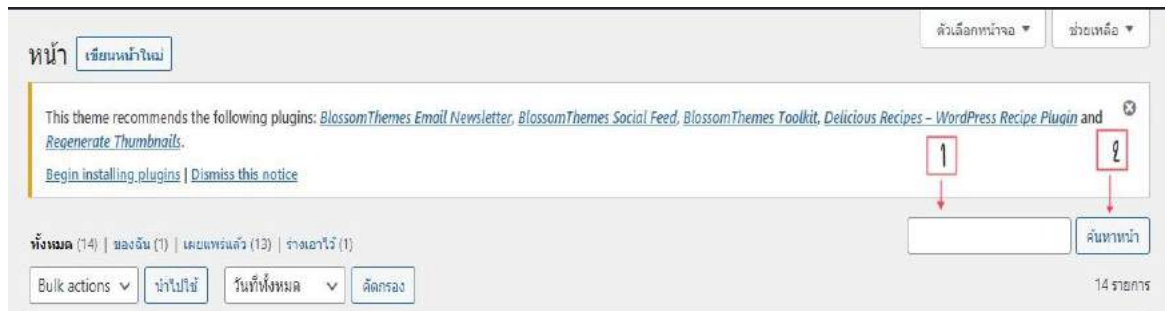 ตัวเลือกหน้าจอ ▼ ช่วยเหลือ ▼
หน้า เขียนหน้าใหม่
This theme recommends the following plugins: BlossomThemes Email Newsletter, BlossomThemes Social Feed, BlossomThemes Toolkit, Delicious Recipes – WordPress Recipe Plugin and
Regenerate Thumbnails.
Begin installing plugins | Dismiss this notice
1 2
ทั้งหมด (14) | ของฉัน (1) | เผยแพร่แล้ว (13) | ร่างเอาไว้ (1)
ค้นหาหน้า
Bulk actions นำไปใช้ วันที่ทั้งหมด คัดกรอง 14 รายการ